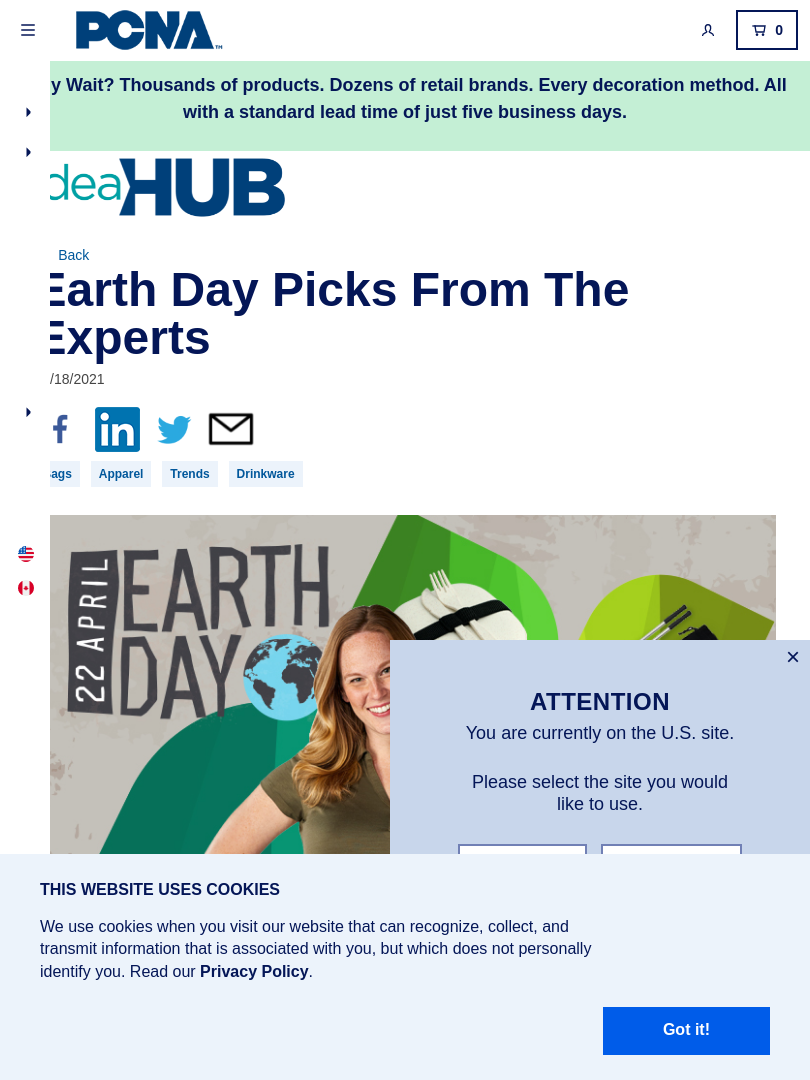 PCNA™
0
y Wait? Thousands of products. Dozens of retail brands. Every decoration method. All
with a standard lead time of just five business days.
deaHUB
Back
Earth Day Picks From The
Experts
/18/2021
in
ags Apparel Trends Drinkware
22 APRIL
EARTH
DAY
ATTENTION
You are currently on the U.S. site.
Please select the site you would
like to use.
THIS WEBSITE USES COOKIES
We use cookies when you visit our website that can recognize, collect, and
transmit information that is associated with you, but which does not personally
identify you. Read our Privacy Policy.
Got it!